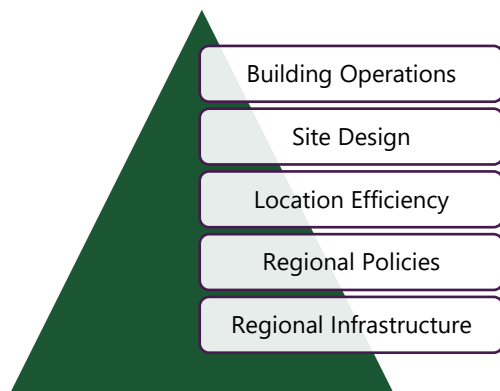 Building Operations
Site Design
Location Efficiency
Regional Policies
Regional Infrastructure